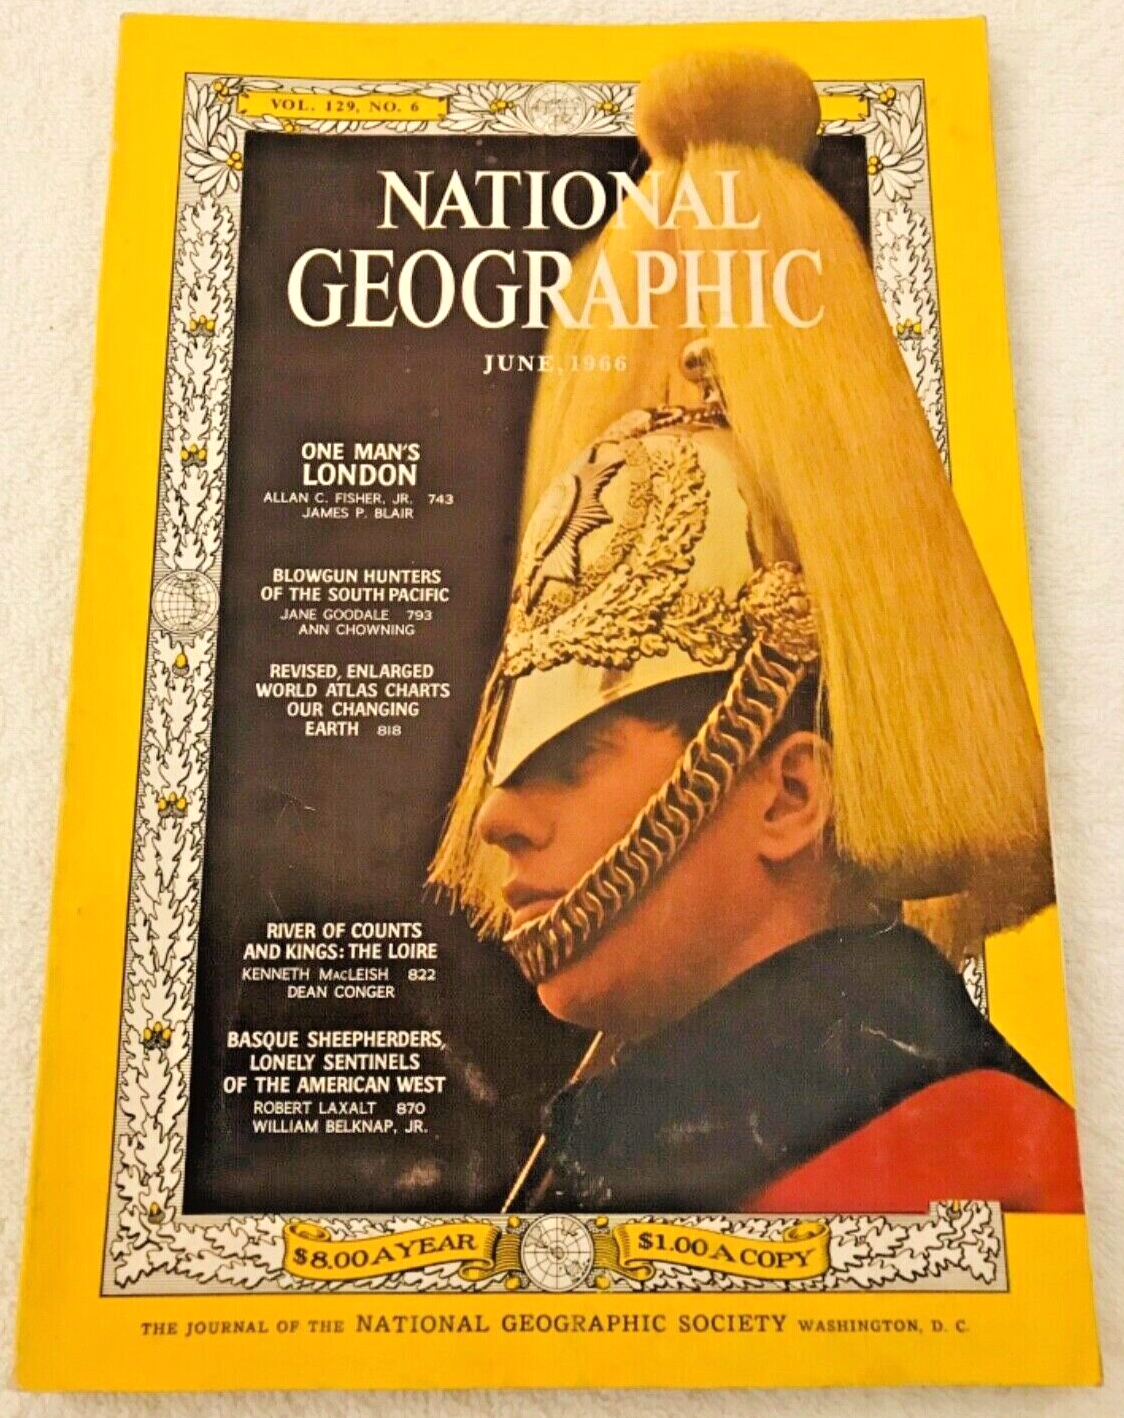 VOL. 129, NO. 6
NATIONAL
GEOGRAPHIC
JUNE, 1966
ONE MAN'S
LONDON
ALLAN C. FISHER, JR. 743
JAMES P. BLAIR
BLOWGUN HUNTERS
OF THE SOUTH PACIFIC
JANE GOODALE 793
ANN CHOWNING
REVISED, ENLARGED
WORLD ATLAS CHARTS
OUR CHANGING
EARTH 818
RIVER OF COUNTS
AND KINGS: THE LOIRE
KENNETH MACLEISH 822
DEAN CONGER
BASQUE SHEEPHERDERS,
LONELY SENTINELS
OF THE AMERICAN WEST
ROBERT LAXALT 870
WILLIAM BELKNAP, JR.
$8.00 A YEAR
$1.00 A COPY
THE JOURNAL OF THE NATIONAL GEOGRAPHIC SOCIETY WASHINGTON, D. C.